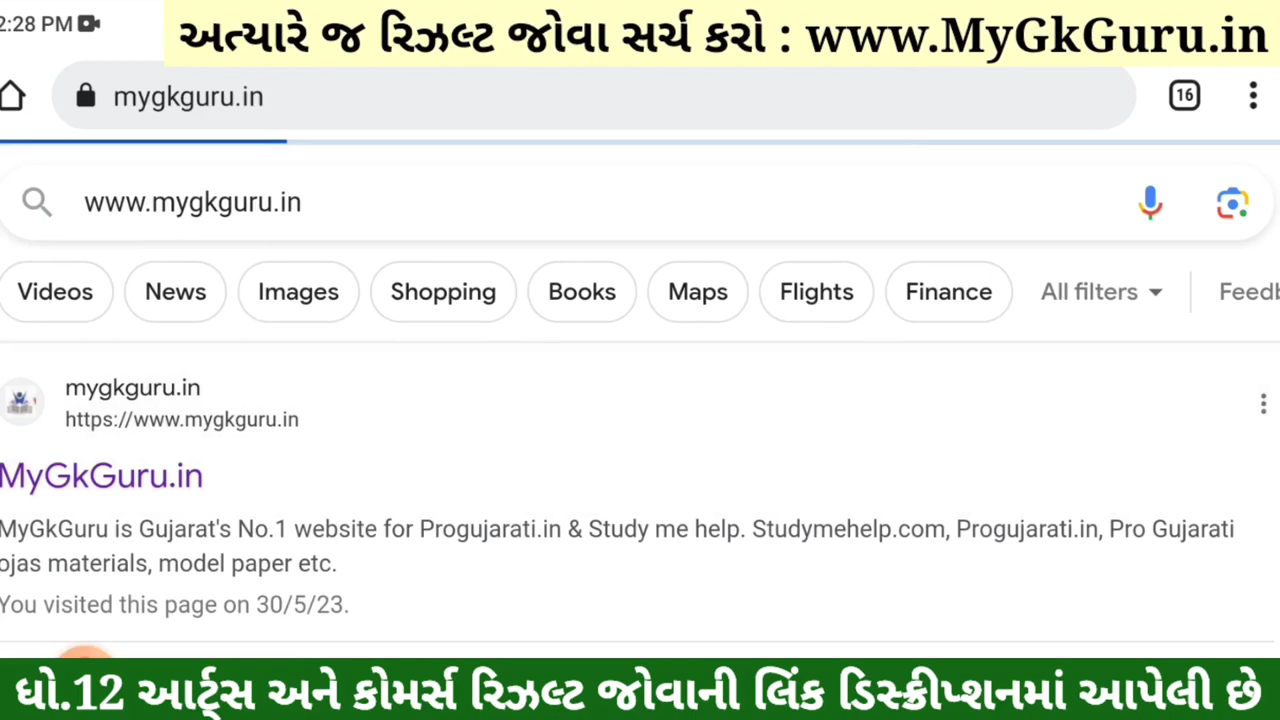 2:28 PM
અત્યારે જ રિઝલ્ટ જોવા સર્ચ કરો : www.MyGkGuru.in
mygkguru.in
16
www.mygkguru.in
Videos News Images Shopping Books Maps Flights Finance All filters Feedb
mygkguru.in
https://www.mygkguru.in
MyGkGuru.in
MyGkGuru is Gujarat's No.1 website for Progujarati.in & Study me help. Studymehelp.com, Progujarati.in, Pro Gujarati
ojas materials, model paper etc.
You visited this page on 30/5/23.
ધો.12 આર્ટ્સ અને કોમર્સ રિઝલ્ટ જોવાની લિંક ડિસ્ક્રીપ્શનમાં આપેલી છે